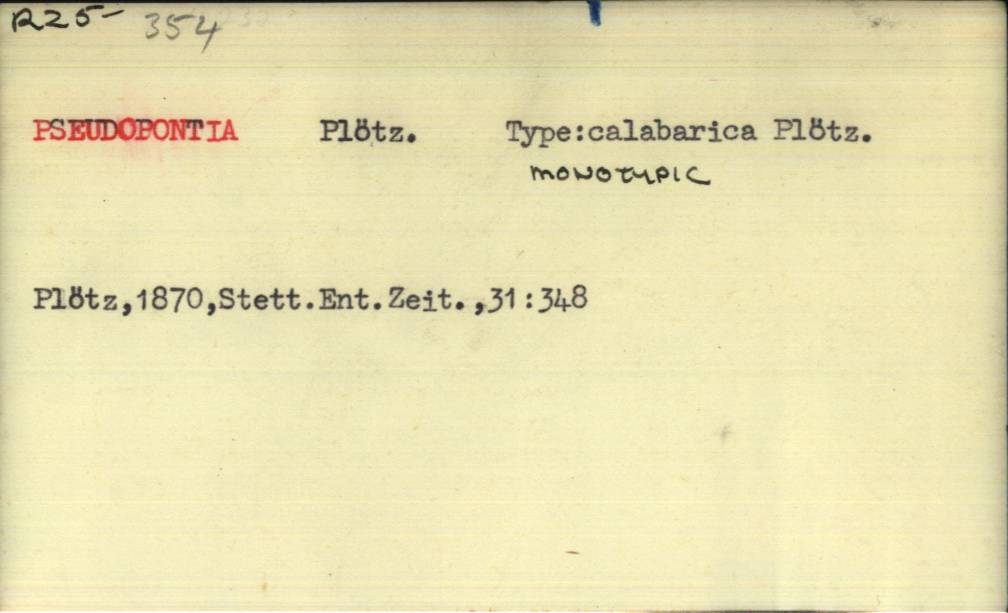 R25- 354
PSEUDOPONTIA Plötz. Type:calabarica Plötz.
MONOTYPIC
Plötz,1870,Stett.Ent.Zeit.,31:348